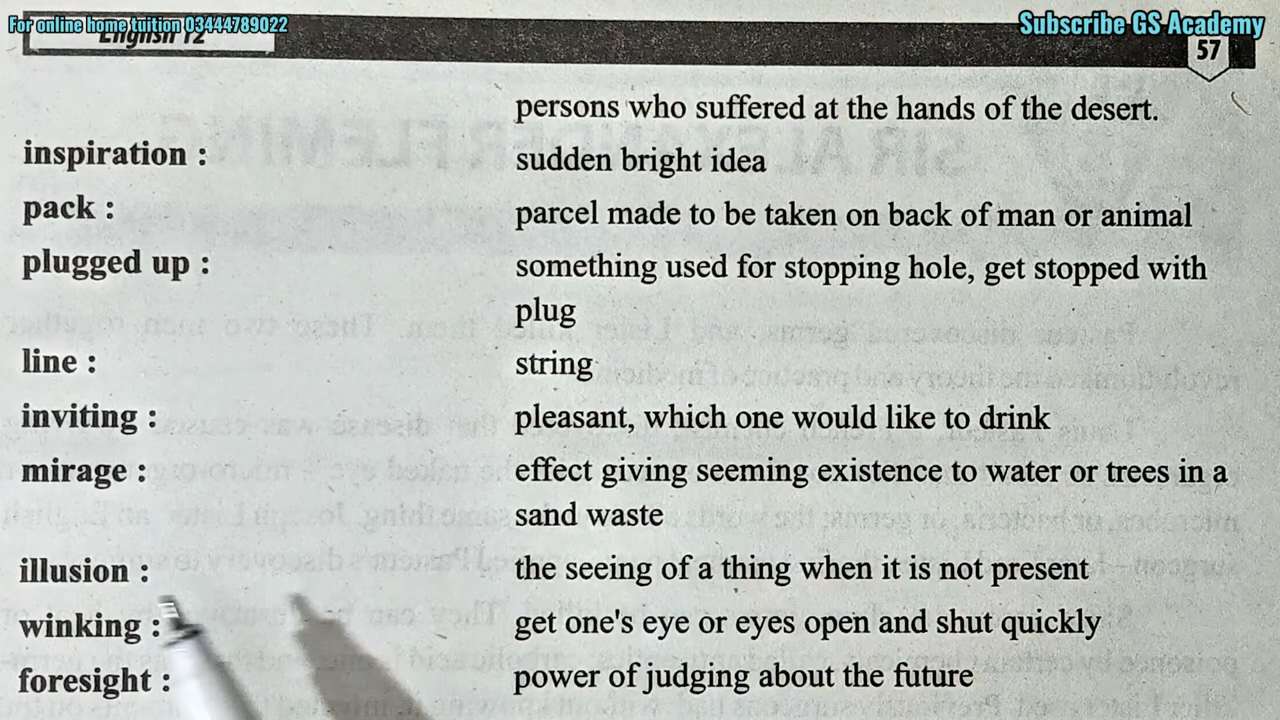 For online home tuition 03444789022
Subscribe GS Academy
English 12
57
persons who suffered at the hands of the desert.
inspiration : sudden bright idea
pack : parcel made to be taken on back of man or animal
plugged up : something used for stopping hole, get stopped with
plug
line : string
inviting : pleasant, which one would like to drink
mirage : effect giving seeming existence to water or trees in a
sand waste
illusion : the seeing of a thing when it is not present
winking : get one's eye or eyes open and shut quickly
foresight : power of judging about the future